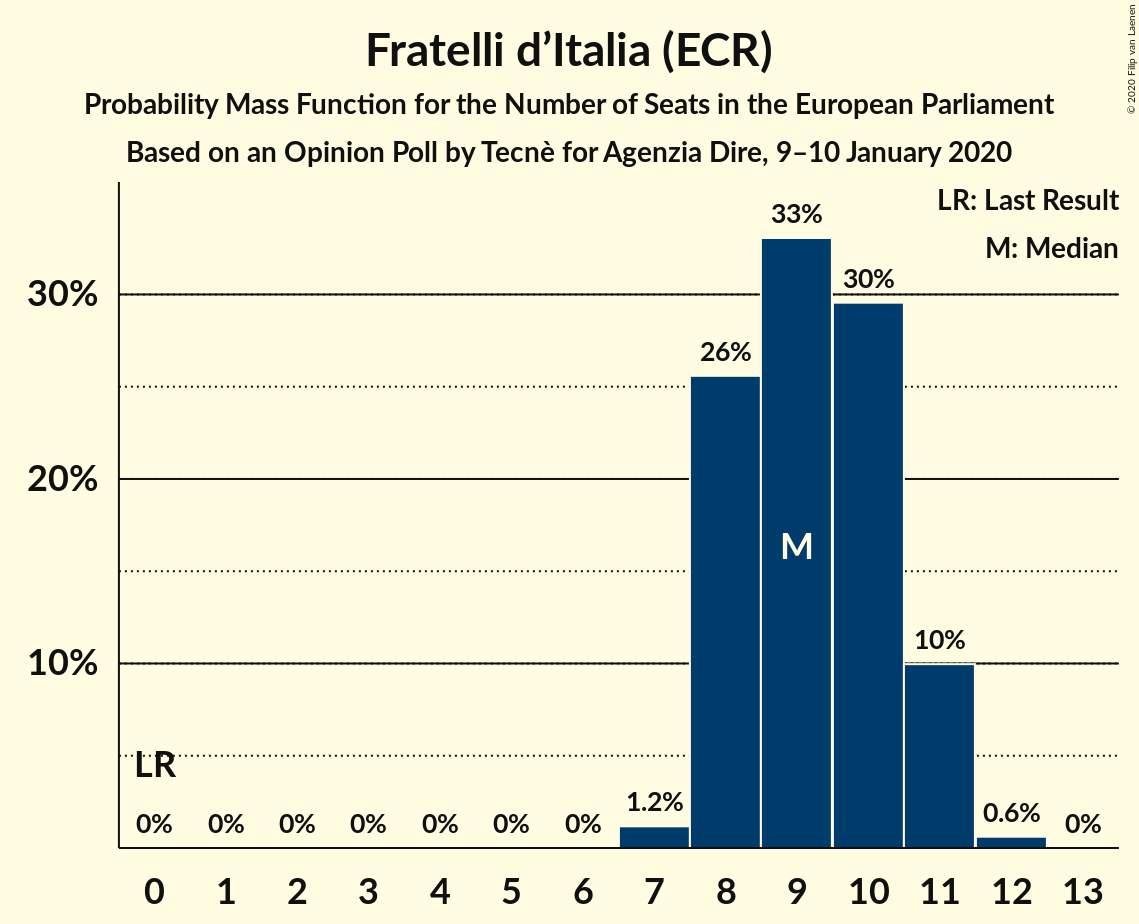 Fratelli d’Italia (ECR)
Probability Mass Function for the Number of Seats in the European Parliament
Based on an Opinion Poll by Tecnè for Agenzia Dire, 9–10 January 2020
© 2020 Filip van Laenen
LR: Last Result
M: Median
33%
30%
30%
26%
20%
M
10%
10%
LR
0% 0% 0% 0% 0% 0% 0% 1.2% 0.6% 0%
0 1 2 3 4 5 6 7 8 9 10 11 12 13